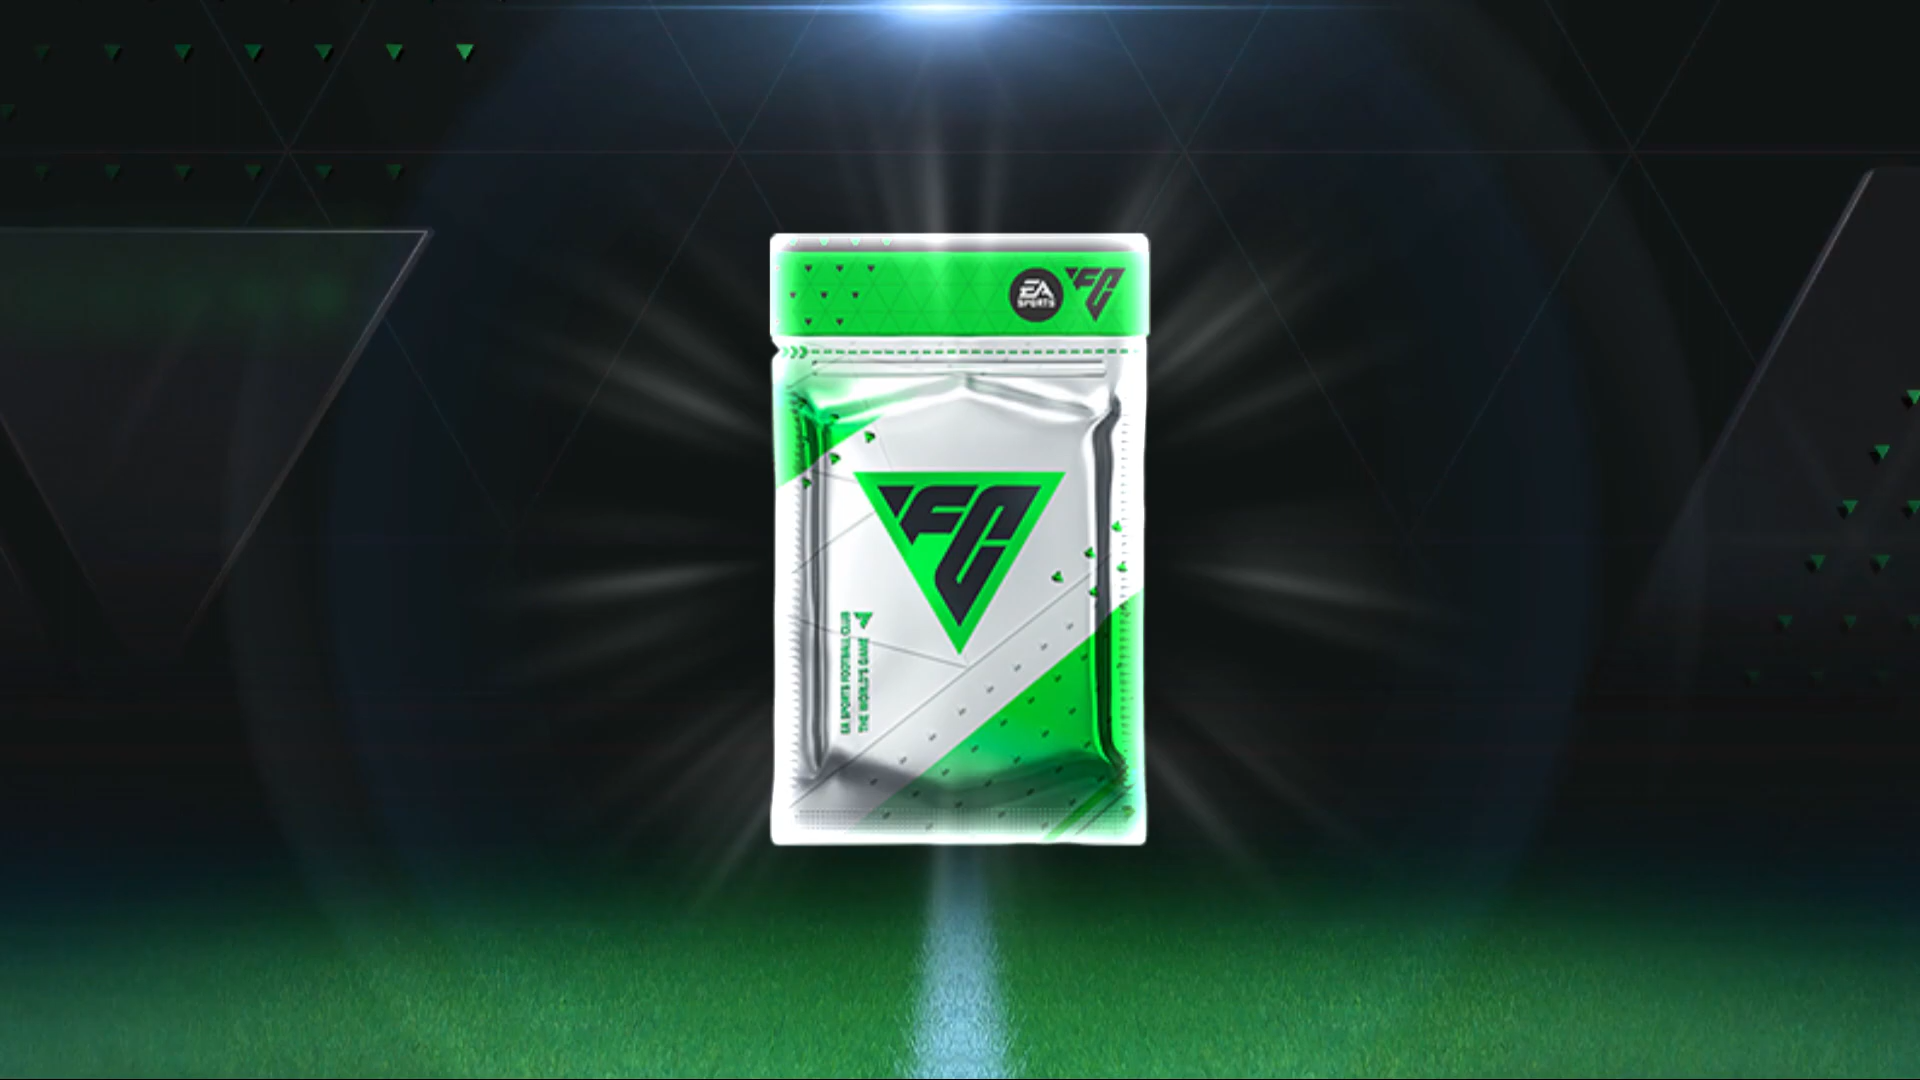 EA
SPORTS
FC
FC
EA SPORTS FOOTBALL CLUB
THE WORLD'S GAME